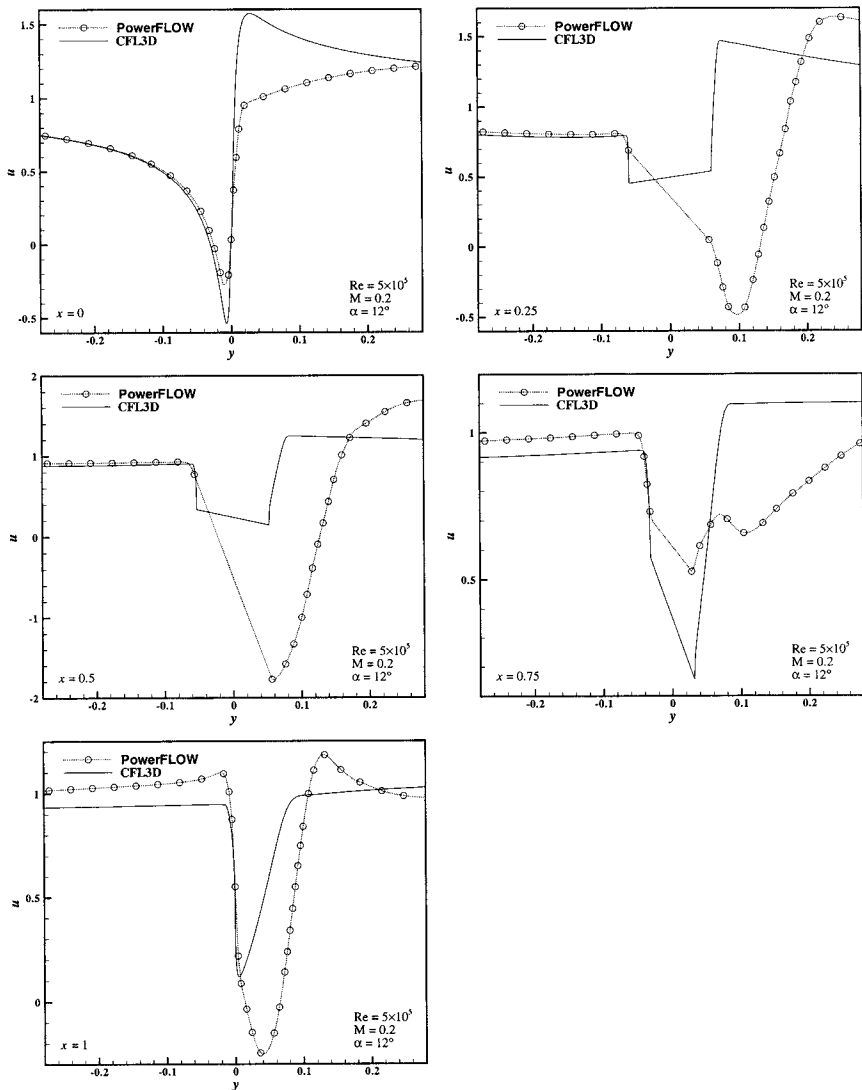 PowerFLOW
CFL3D
1.5
1
0.5
0
-0.5
u
x = 0
Re = 5×10⁵
M = 0.2
α = 12°
-0.2
-0.1
0
0.1
0.2
y
PowerFLOW
CFL3D
1.5
1
0.5
0
-0.5
u
x = 0.25
Re = 5×10⁵
M = 0.2
α = 12°
-0.2
-0.1
0
0.1
0.2
y
PowerFLOW
CFL3D
2
1
0
-1
-2
u
x = 0.5
Re = 5×10⁵
M = 0.2
α = 12°
-0.2
-0.1
0
0.1
0.2
y
PowerFLOW
CFL3D
1
0.5
u
x = 0.75
Re = 5×10⁵
M = 0.2
α = 12°
-0.2
-0.1
0
0.1
0.2
y
PowerFLOW
CFL3D
1
0.5
0
u
x = 1
Re = 5×10⁵
M = 0.2
α = 12°
-0.2
-0.1
0
0.1
0.2
y